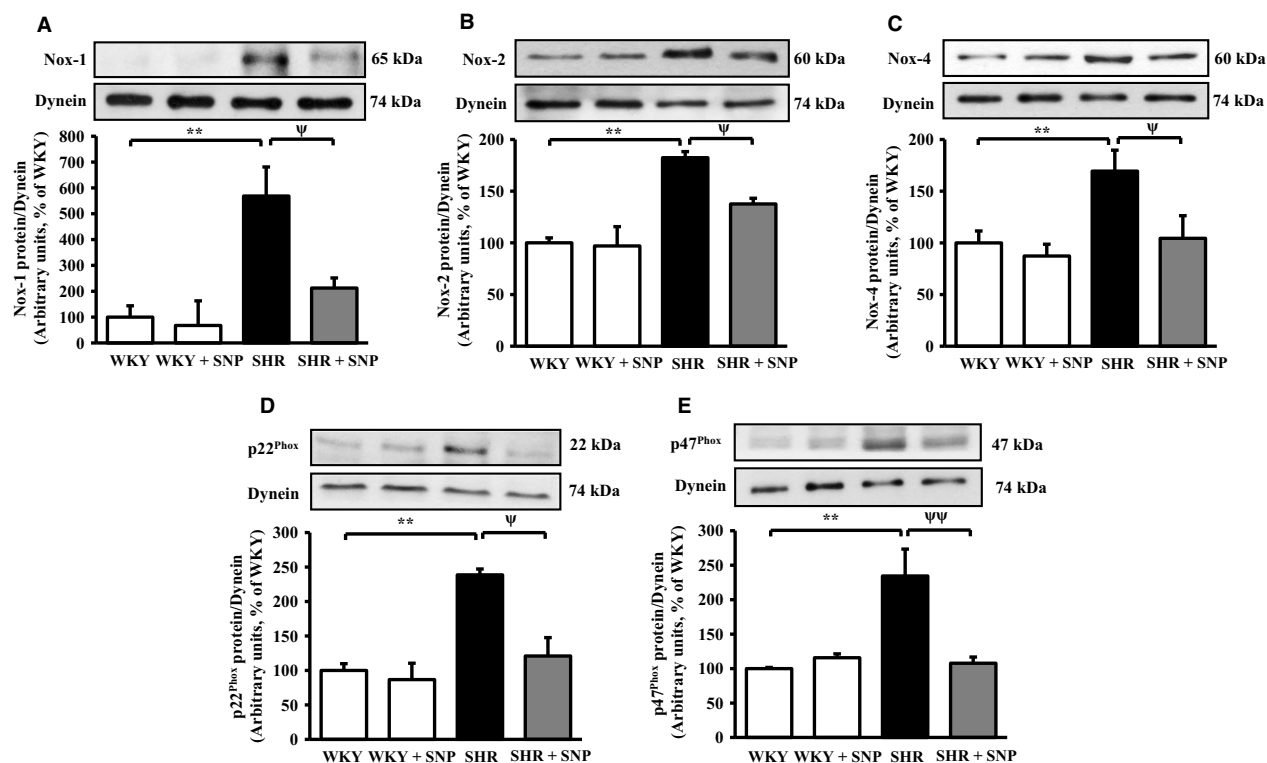 A
Nox-1
65 kDa
Dynein
74 kDa
**
ψ
Nox-1 protein/Dynein
(Arbitrary units, % of WKY)
800
700
600
500
400
300
200
100
0
WKY WKY + SNP SHR SHR + SNP
B
Nox-2
60 kDa
Dynein
74 kDa
**
ψ
Nox-2 protein/Dynein
(Arbitrary units, % of WKY)
200
150
100
50
0
WKY WKY + SNP SHR SHR + SNP
C
Nox-4
60 kDa
Dynein
74 kDa
**
ψ
Nox-4 protein/Dynein
(Arbitrary units, % of WKY)
200
150
100
50
0
WKY WKY + SNP SHR SHR + SNP
D
p22Phox
22 kDa
Dynein
74 kDa
**
ψ
p22Phox protein/Dynein
(Arbitrary units, % of WKY)
300
250
200
150
100
50
0
WKY WKY + SNP SHR SHR + SNP
E
p47Phox
47 kDa
Dynein
74 kDa
**
ψψ
p47Phox protein/Dynein
(Arbitrary units, % of WKY)
300
250
200
150
100
50
0
WKY WKY + SNP SHR SHR + SNP